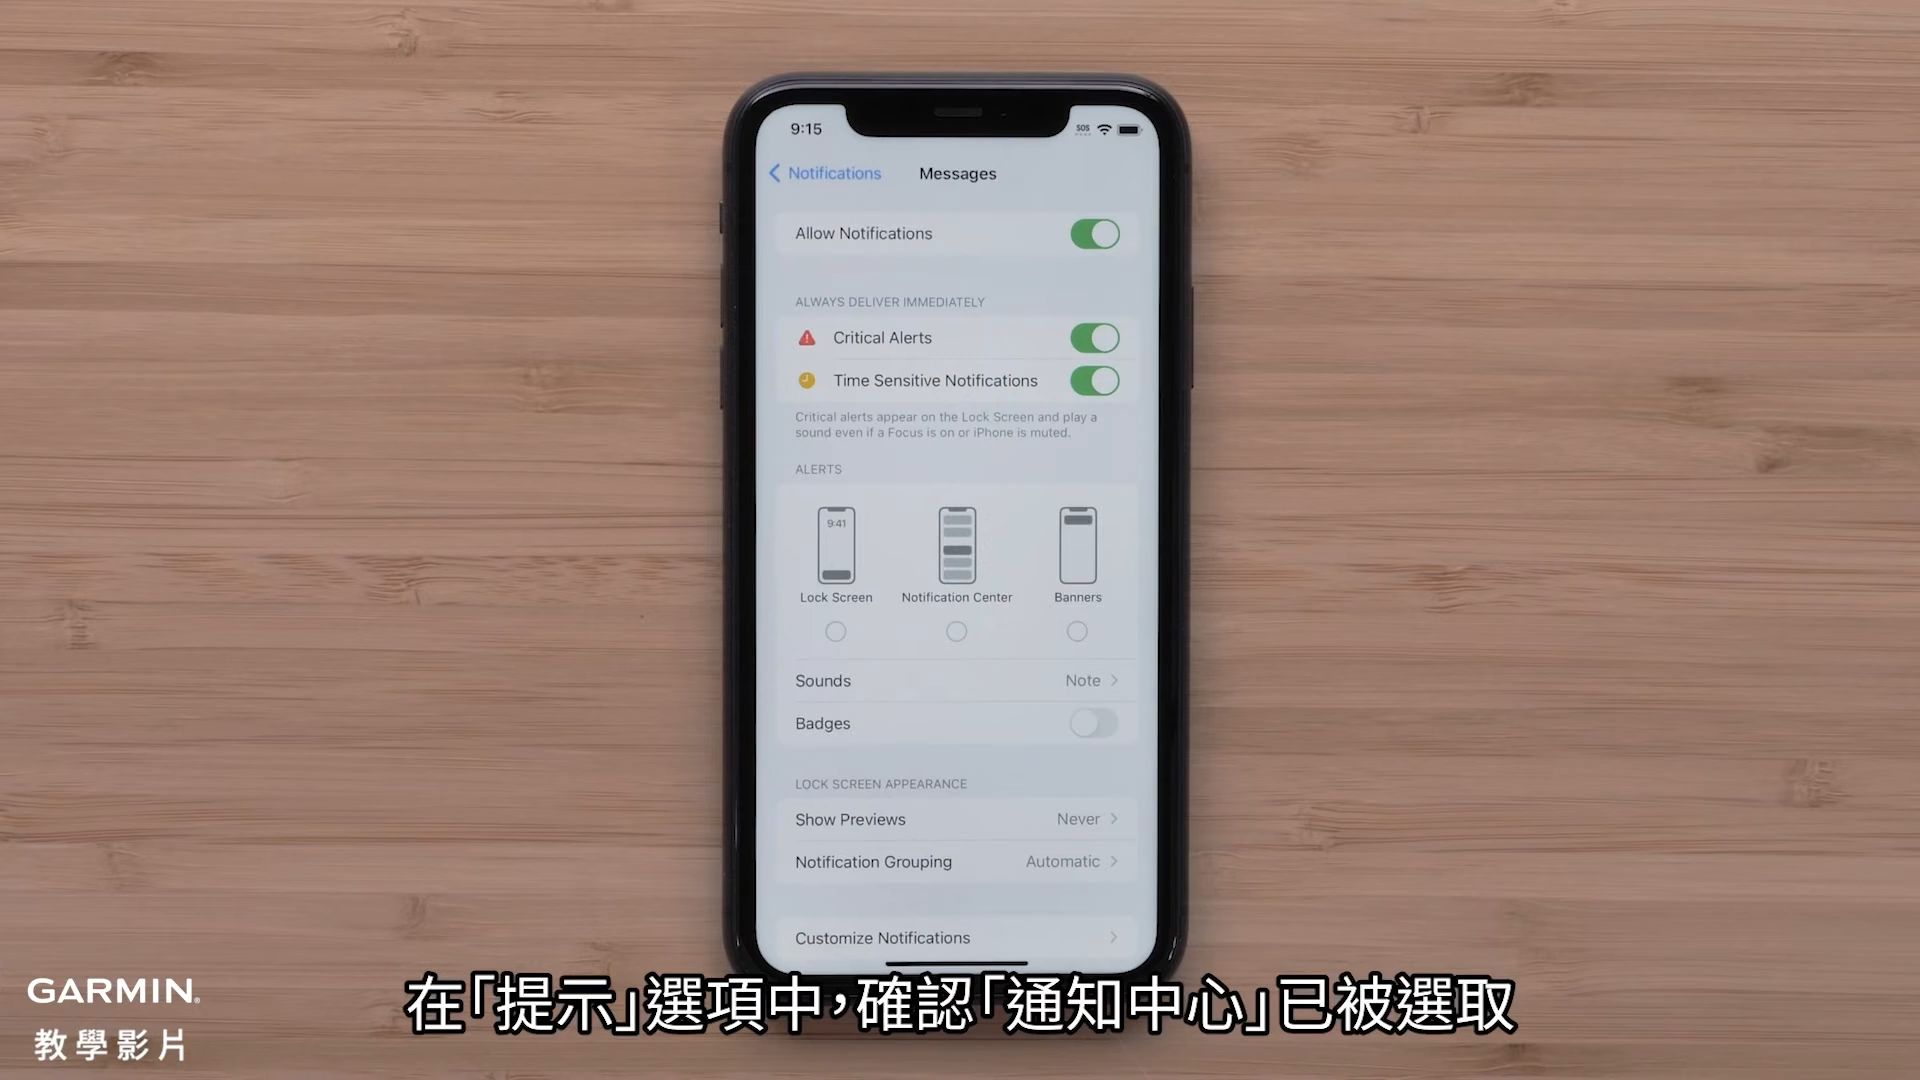 9:15
SOS
Notifications
Messages
Allow Notifications
ALWAYS DELIVER IMMEDIATELY
Critical Alerts
Time Sensitive Notifications
Critical alerts appear on the Lock Screen and play a
sound even if a Focus is on or iPhone is muted.
ALERTS
9:41
Lock Screen
Notification Center
Banners
Sounds
Note
Badges
LOCK SCREEN APPEARANCE
Show Previews
Never
Notification Grouping
Automatic
Customize Notifications
在「提示」選項中，確認「通知中心」已被選取
GARMIN®
教學影片